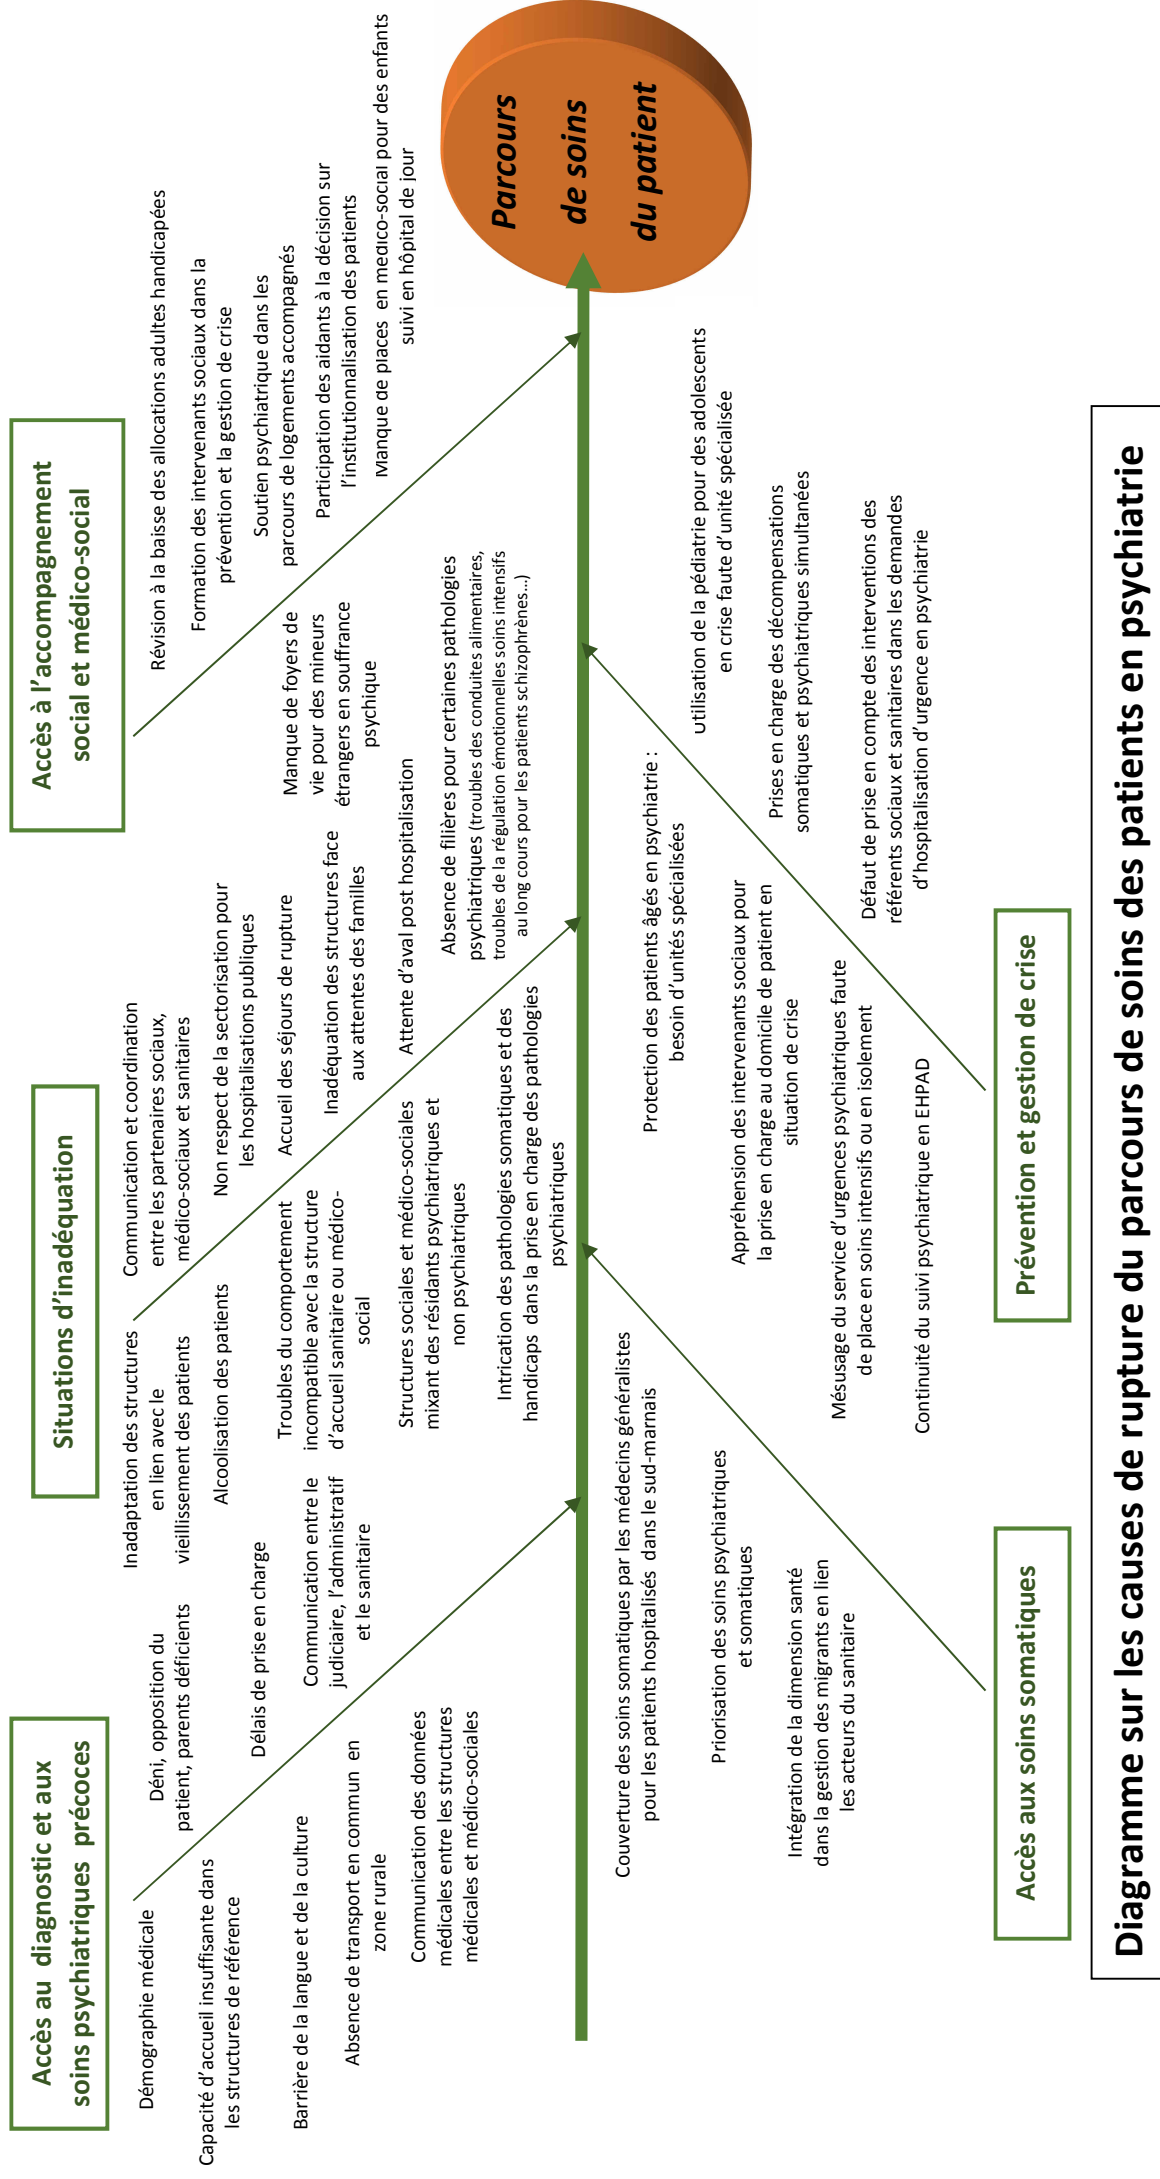 Accès au  diagnostic et aux
soins psychiatriques  précoces
Démographie médicale
Capacité d'accueil insuffisante dans
les structures de référence
Barrière de la langue et de la culture
Absence de transport en commun  en
zone rurale
Communication des données
médicales entre les structures
médicales et médico-sociales
Déni, opposition du
patient, parents déficients
Délais de prise en charge
Communication entre le
judiciaire, l'administratif
et le sanitaire
Situations d'inadéquation
Inadaptation des structures
en lien avec le
vieillissement des patients
Alcoolisation des patients
Troubles du comportement
incompatible avec la structure
d'accueil sanitaire ou médico-
social
Structures sociales et médico-sociales
mixant des résidants psychiatriques et
non psychiatriques
Intrication des pathologies somatiques et des
handicaps  dans la prise en charge des pathologies
psychiatriques
Communication et coordination
entre les partenaires sociaux,
médico-sociaux et sanitaires
Non respect de la sectorisation pour
les hospitalisations publiques
Accueil des séjours de rupture
Inadéquation des structures face
aux attentes des familles
Attente d'aval post hospitalisation
Absence de filières pour certaines pathologies
psychiatriques (troubles des conduites alimentaires,
troubles de la régulation émotionnelles soins intensifs
au long cours pour les patients schizophrènes...)
Accès à l'accompagnement
social et médico-social
Manque de foyers de
vie pour des mineurs
étrangers en souffrance
psychique
Révision à la baisse des allocations adultes handicapées
Formation des intervenants sociaux dans la
prévention et la gestion de crise
Soutien psychiatrique dans les
parcours de logements accompagnés
Participation des aidants à la décision sur
l'institutionnalisation des patients
Manque de places  en medico-social pour des enfants
suivi en hôpital de jour
Parcours
de soins
du patient
Couverture des soins somatiques par les médecins généralistes
pour les patients hospitalisés  dans le sud-marnais
Priorisation des soins psychiatriques
et somatiques
Intégration de la dimension santé
dans la gestion des migrants en lien
les acteurs du sanitaire
Accès aux soins somatiques
Protection des patients âgés en psychiatrie :
besoin d'unités spécialisées
Appréhension des intervenants sociaux pour
la prise en charge au domicile de patient en
situation de crise
Mésusage du service d'urgences psychiatriques faute
de place en soins intensifs ou en isolement
Continuité du suivi psychiatrique en EHPAD
Utilisation de la pédiatrie pour des adolescents
en crise faute d'unité spécialisée
Prises en charge des décompensations
somatiques et psychiatriques simultanées
Défaut de prise en compte des interventions des
référents sociaux et sanitaires dans les demandes
d'hospitalisation d'urgence en psychiatrie
Prévention et gestion de crise
Diagramme sur les causes de rupture du parcours de soins des patients en psychiatrie